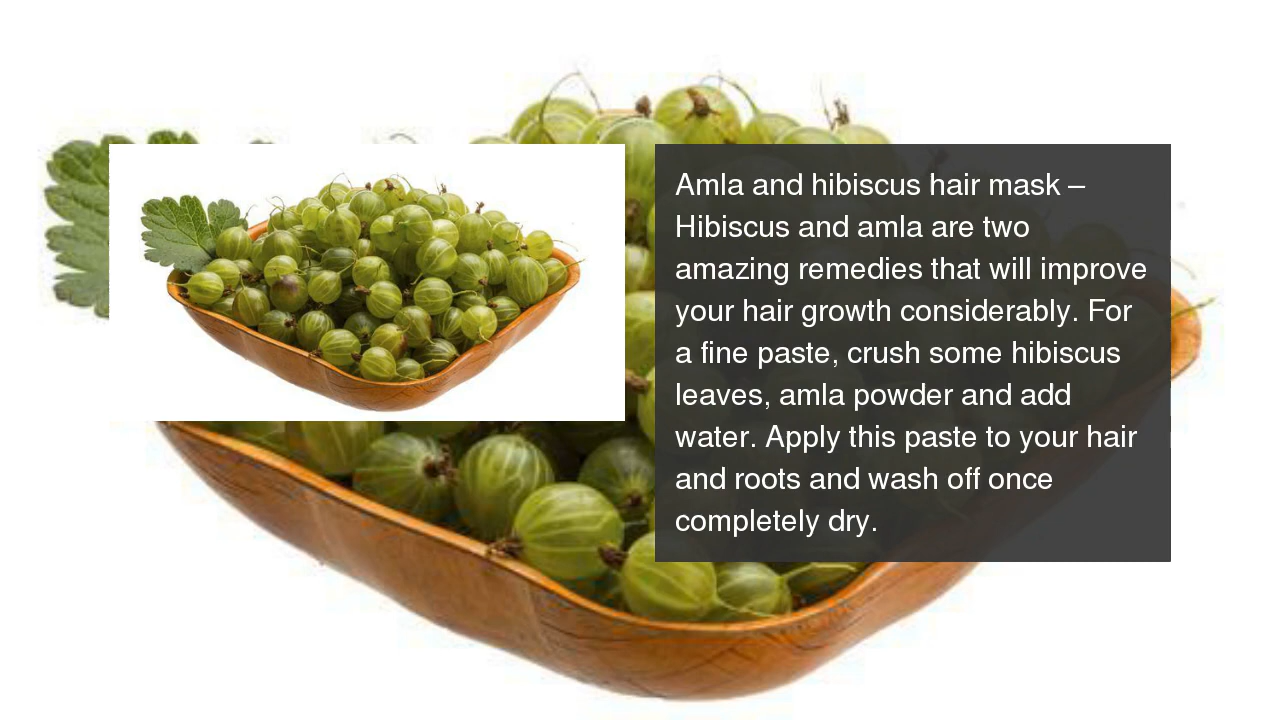 Amla and hibiscus hair mask –
Hibiscus and amla are two
amazing remedies that will improve
your hair growth considerably. For
a fine paste, crush some hibiscus
leaves, amla powder and add
water. Apply this paste to your hair
and roots and wash off once
completely dry.